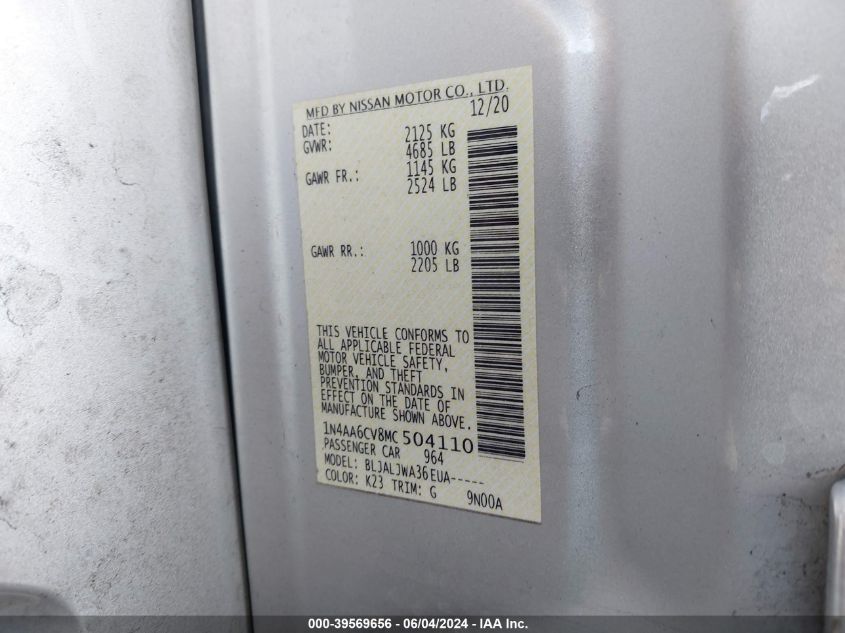 MFD BY NISSAN MOTOR CO., LTD.
DATE: 12/20
GVWR: 2125 KG
4685 LB
GAWR FR.: 1145 KG
2524 LB
GAWR RR.: 1000 KG
2205 LB
THIS VEHICLE CONFORMS TO
ALL APPLICABLE FEDERAL
MOTOR VEHICLE SAFETY,
BUMPER, AND THEFT
PREVENTION STANDARDS IN
EFFECT ON THE DATE OF
MANUFACTURE SHOWN ABOVE.
1N4AA6CV8MC504110
PASSENGER CAR 964
MODEL: BLJALJWA36EUA-----
COLOR: K23 TRIM: G 9N00A
000-39569656 - 06/04/2024 - IAA Inc.